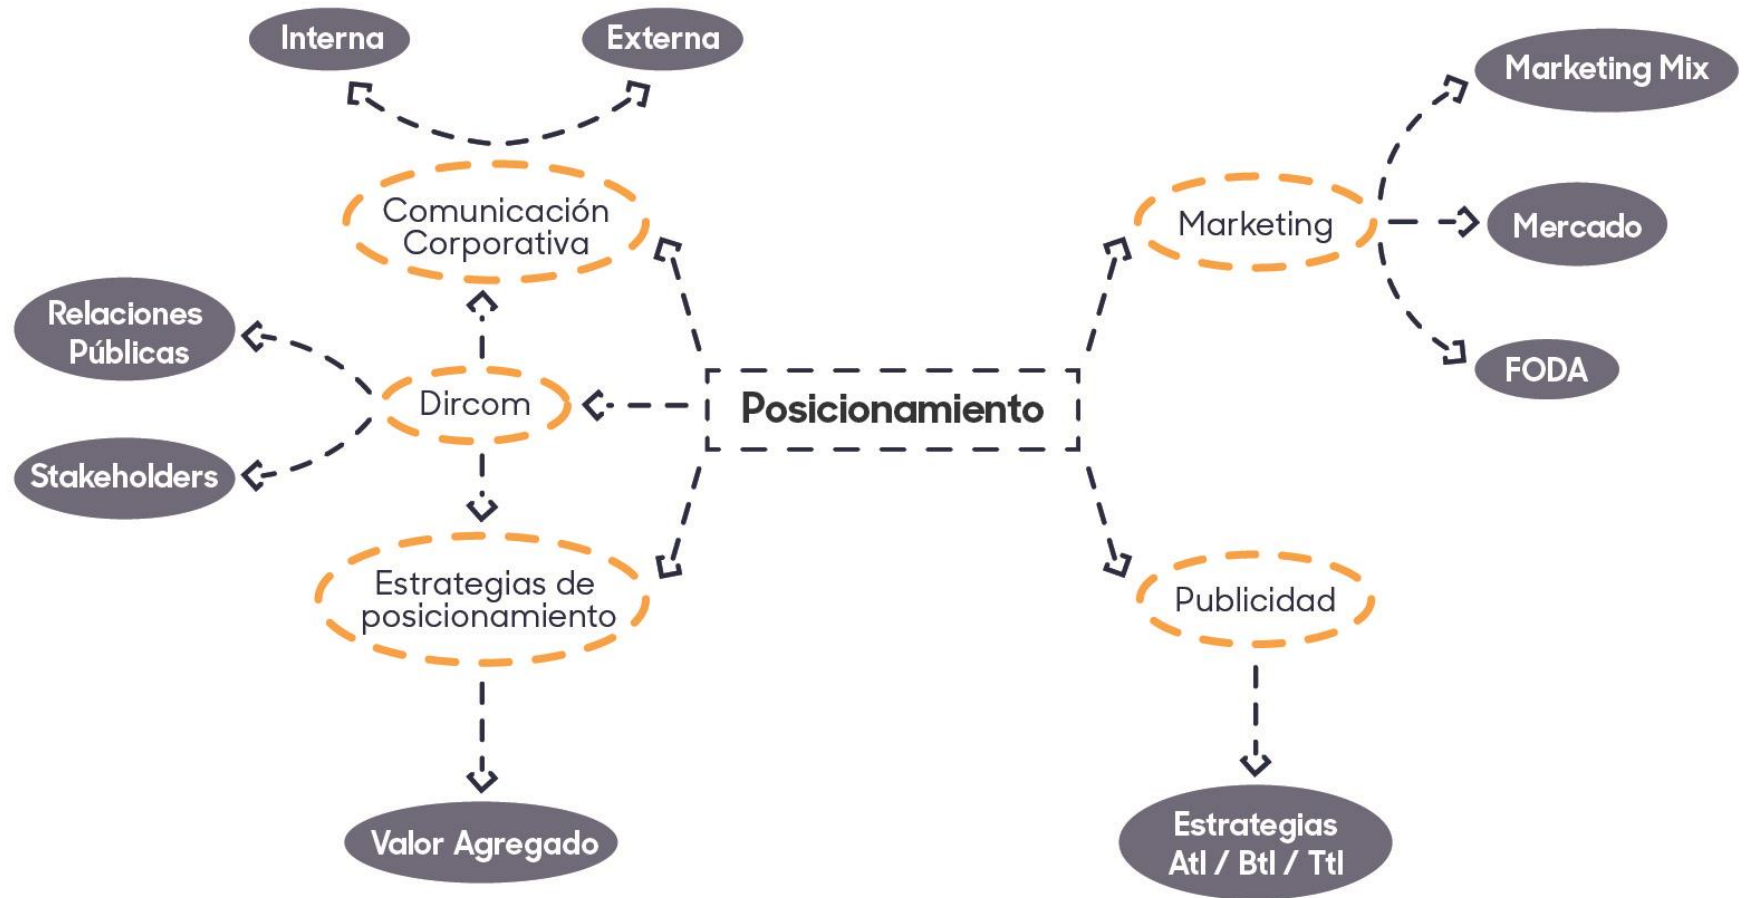 Interna
Externa
Marketing Mix
Comunicación
Corporativa
Marketing
Mercado
Relaciones
Públicas
Dircom
Posicionamiento
FODA
Stakeholders
Estrategias de
posicionamiento
Publicidad
Valor Agregado
Estrategias
Atl / Btl / Ttl